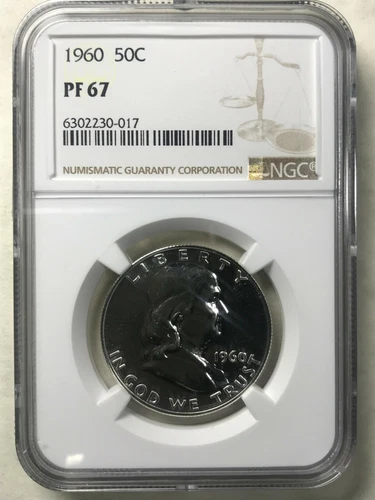 1960 50C
PF 67
6302230-017
NUMISMATIC GUARANTY CORPORATION
NGC®
LIBERTY
1960
IN GOD WE TRUST